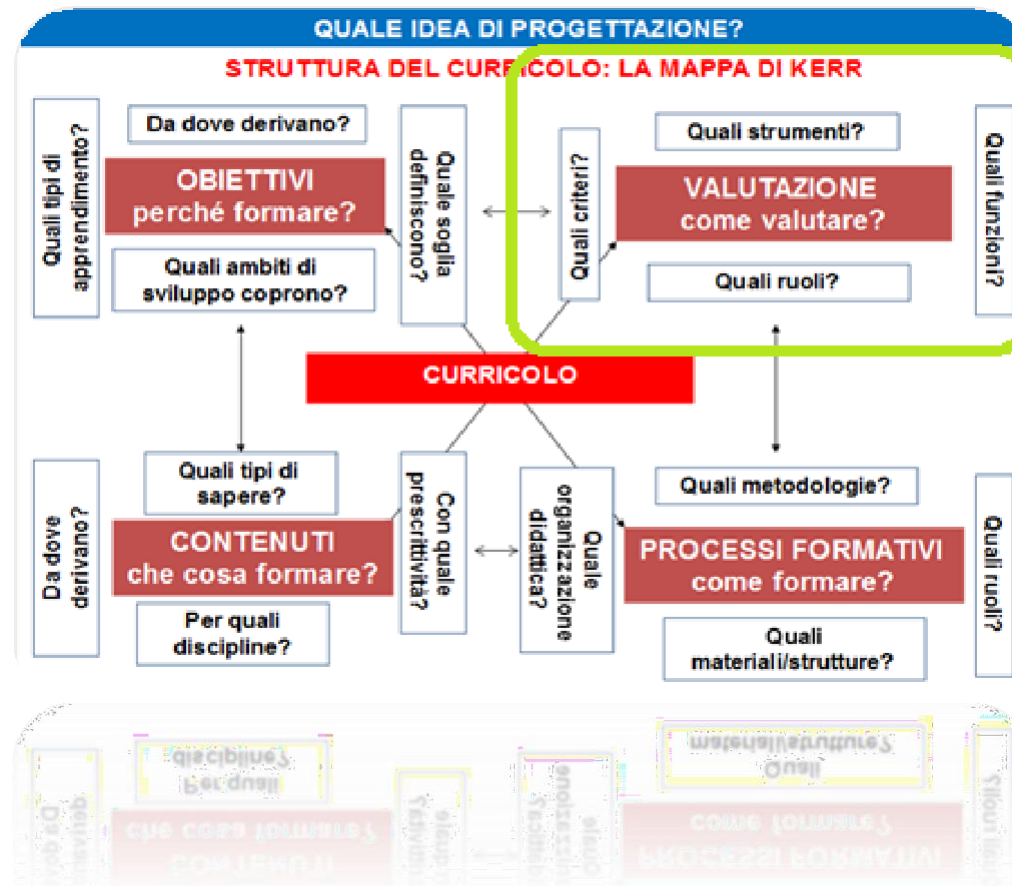 QUALE IDEA DI PROGETTAZIONE?
STRUTTURA DEL CURRICOLO: LA MAPPA DI KERR
Quali tipi di
apprendimento?
Da dove derivano?
OBIETTIVI
perché formare?
Quali ambiti di
sviluppo coprono?
Quale soglia
definiscono?
Quali criteri?
Quali strumenti?
VALUTAZIONE
come valutare?
Quali ruoli?
Quali funzioni?
CURRICOLO
Da dove
derivano?
Quali tipi di
sapere?
CONTENUTI
che cosa formare?
Per quali
discipline?
Con quale
prescrittività?
Quale
organizzazione
didattica?
Quali metodologie?
PROCESSI FORMATIVI
come formare?
Quali
materiali/strutture?
Quali ruoli?